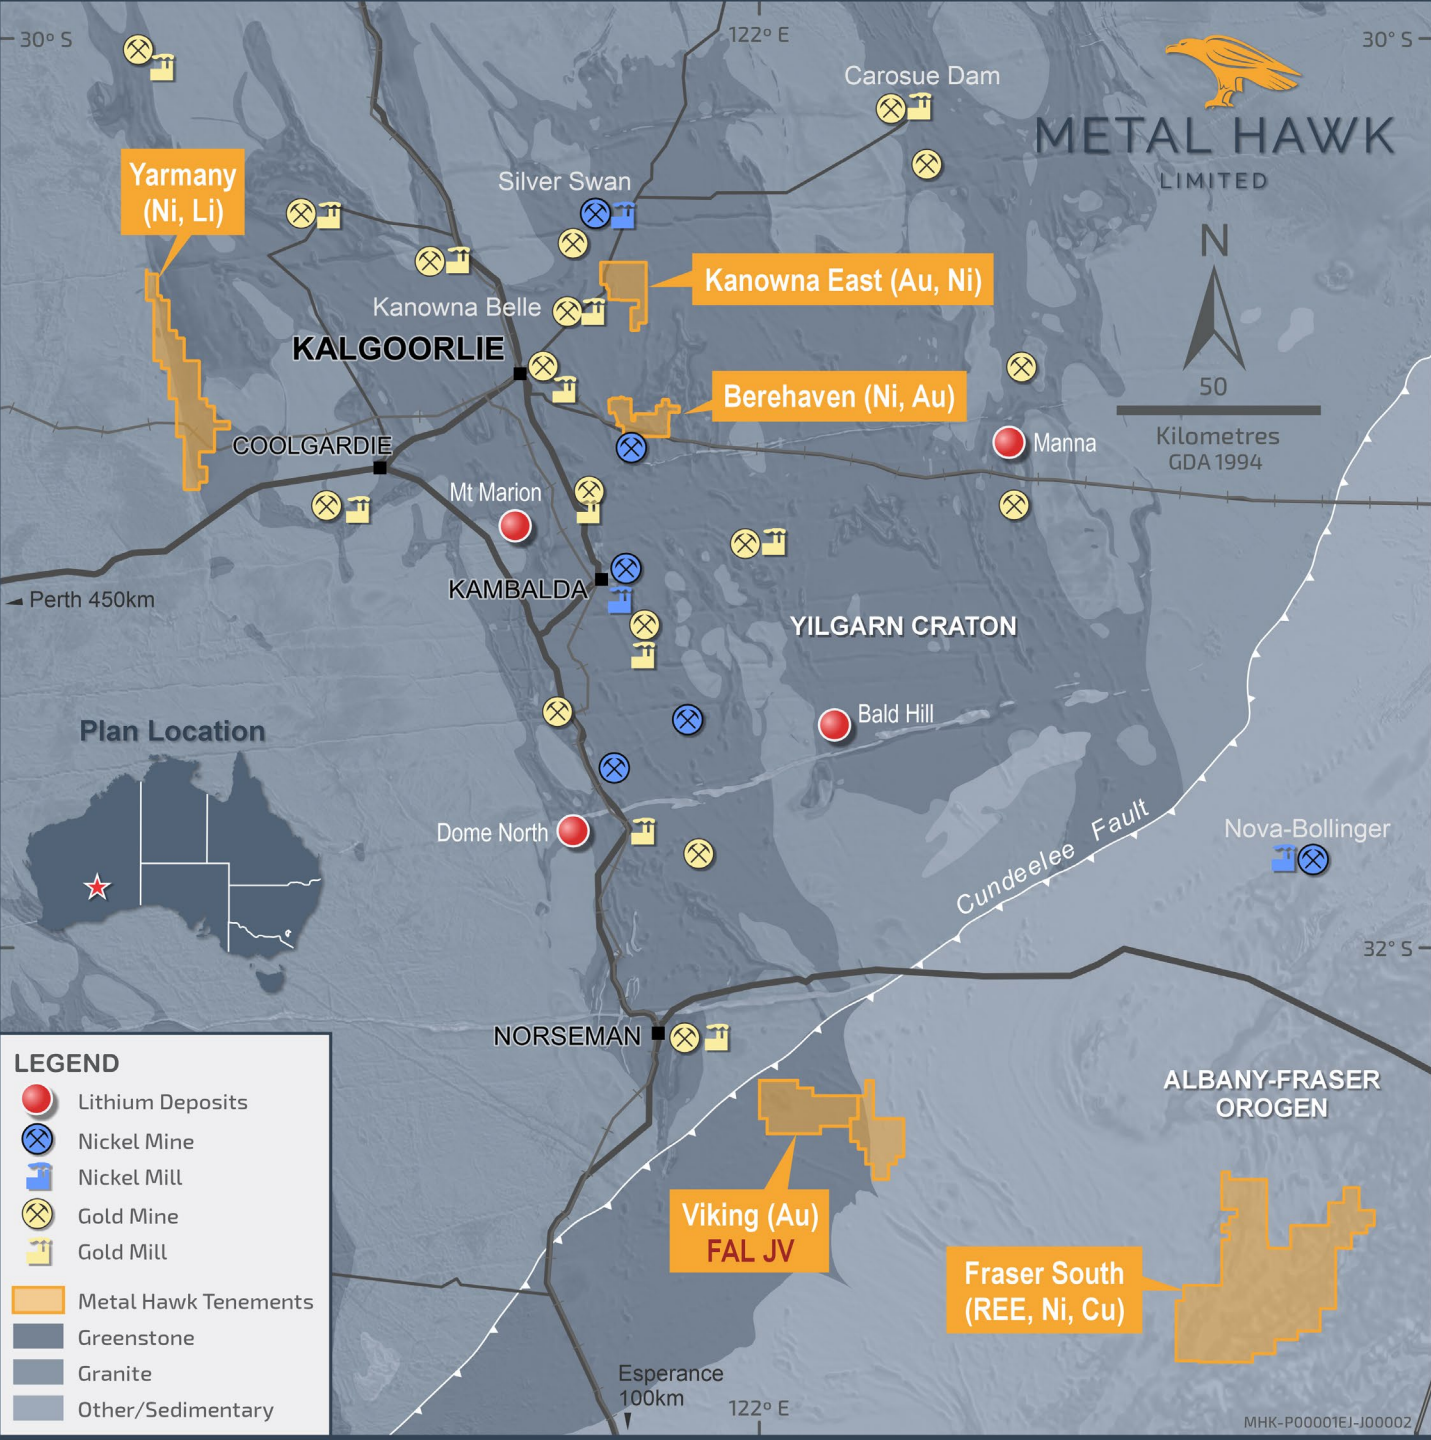 30º S
122º E
30° S
Carosue Dam
METAL HAWK
LIMITED
Yarmany
(Ni, Li)
Silver Swan
N
Kanowna East (Au, Ni)
Kanowna Belle
KALGOORLIE
50
Kilometres
GDA 1994
Berehaven (Ni, Au)
COOLGARDIE
Manna
Mt Marion
KAMBALDA
Perth 450km
YILGARN CRATON
Bald Hill
Plan Location
Dome North
Cundeelee Fault
Nova-Bollinger
32° S
NORSEMAN
ALBANY-FRASER
OROGEN
Viking (Au)
FAL JV
Fraser South
(REE, Ni, Cu)
LEGEND
Lithium Deposits
Nickel Mine
Nickel Mill
Gold Mine
Gold Mill
Metal Hawk Tenements
Greenstone
Granite
Other/Sedimentary
Esperance
100km
122º E
MHK-P00001EJ-J00002